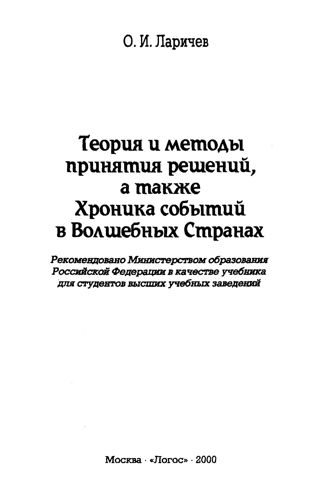 О. И. Ларичев
Теория и методы
принятия решений,
а также
Хроника событий
в Волшебных Странах
Рекомендовано Министерством образования
Российской Федерации в качестве учебника
для студентов высших учебных заведений
Москва · «Логос» · 2000